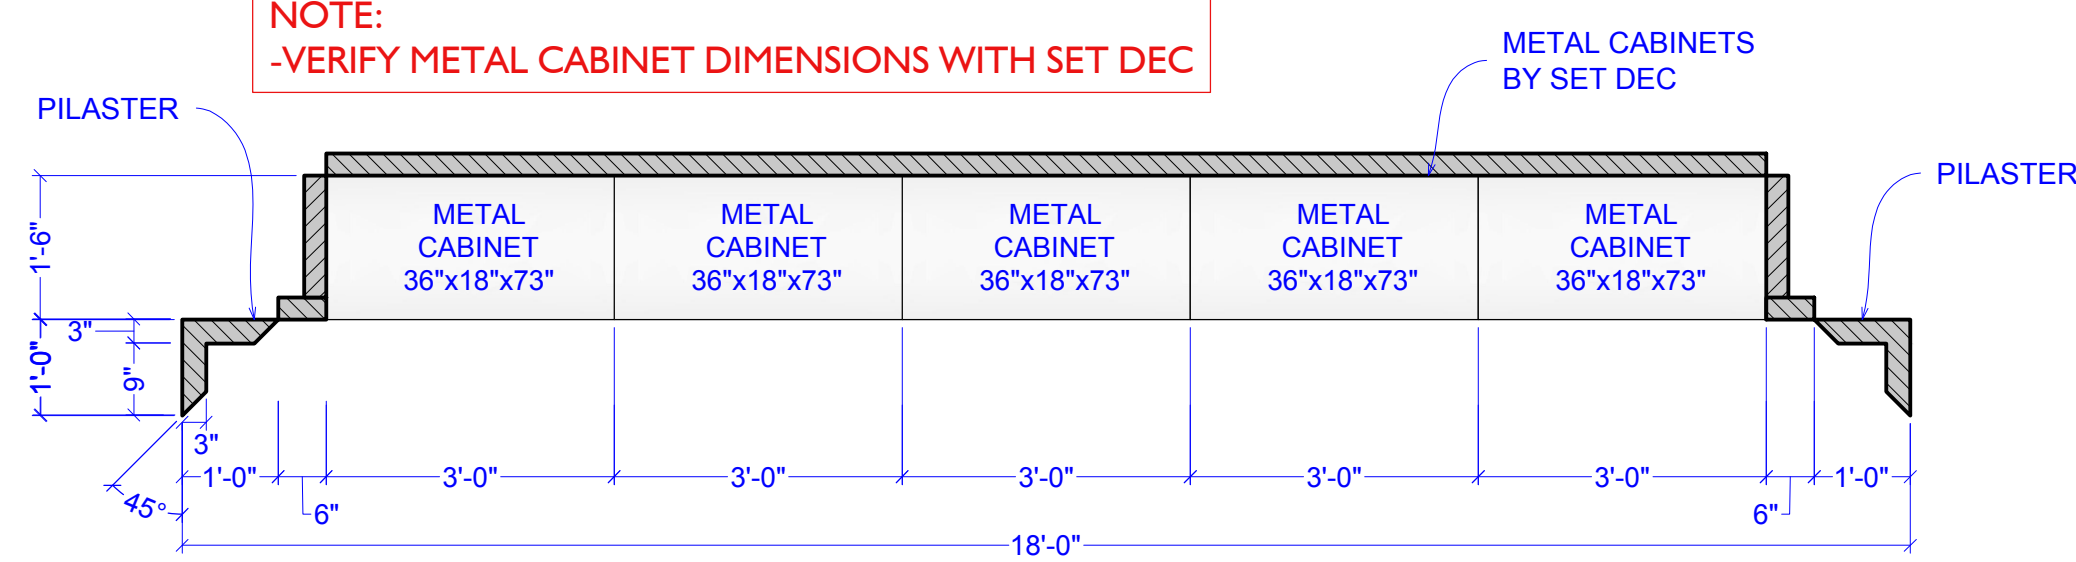 NOTE:
-VERIFY METAL CABINET DIMENSIONS WITH SET DEC
METAL CABINETS
BY SET DEC
PILASTER
PILASTER
METAL
CABINET
36"x18"x73"
METAL
CABINET
36"x18"x73"
METAL
CABINET
36"x18"x73"
METAL
CABINET
36"x18"x73"
METAL
CABINET
36"x18"x73"
1'-6"
3"
1'-0"
9"
3"
1'-0"
3'-0"
3'-0"
3'-0"
3'-0"
3'-0"
1'-0"
45°
6"
6"
18'-0"